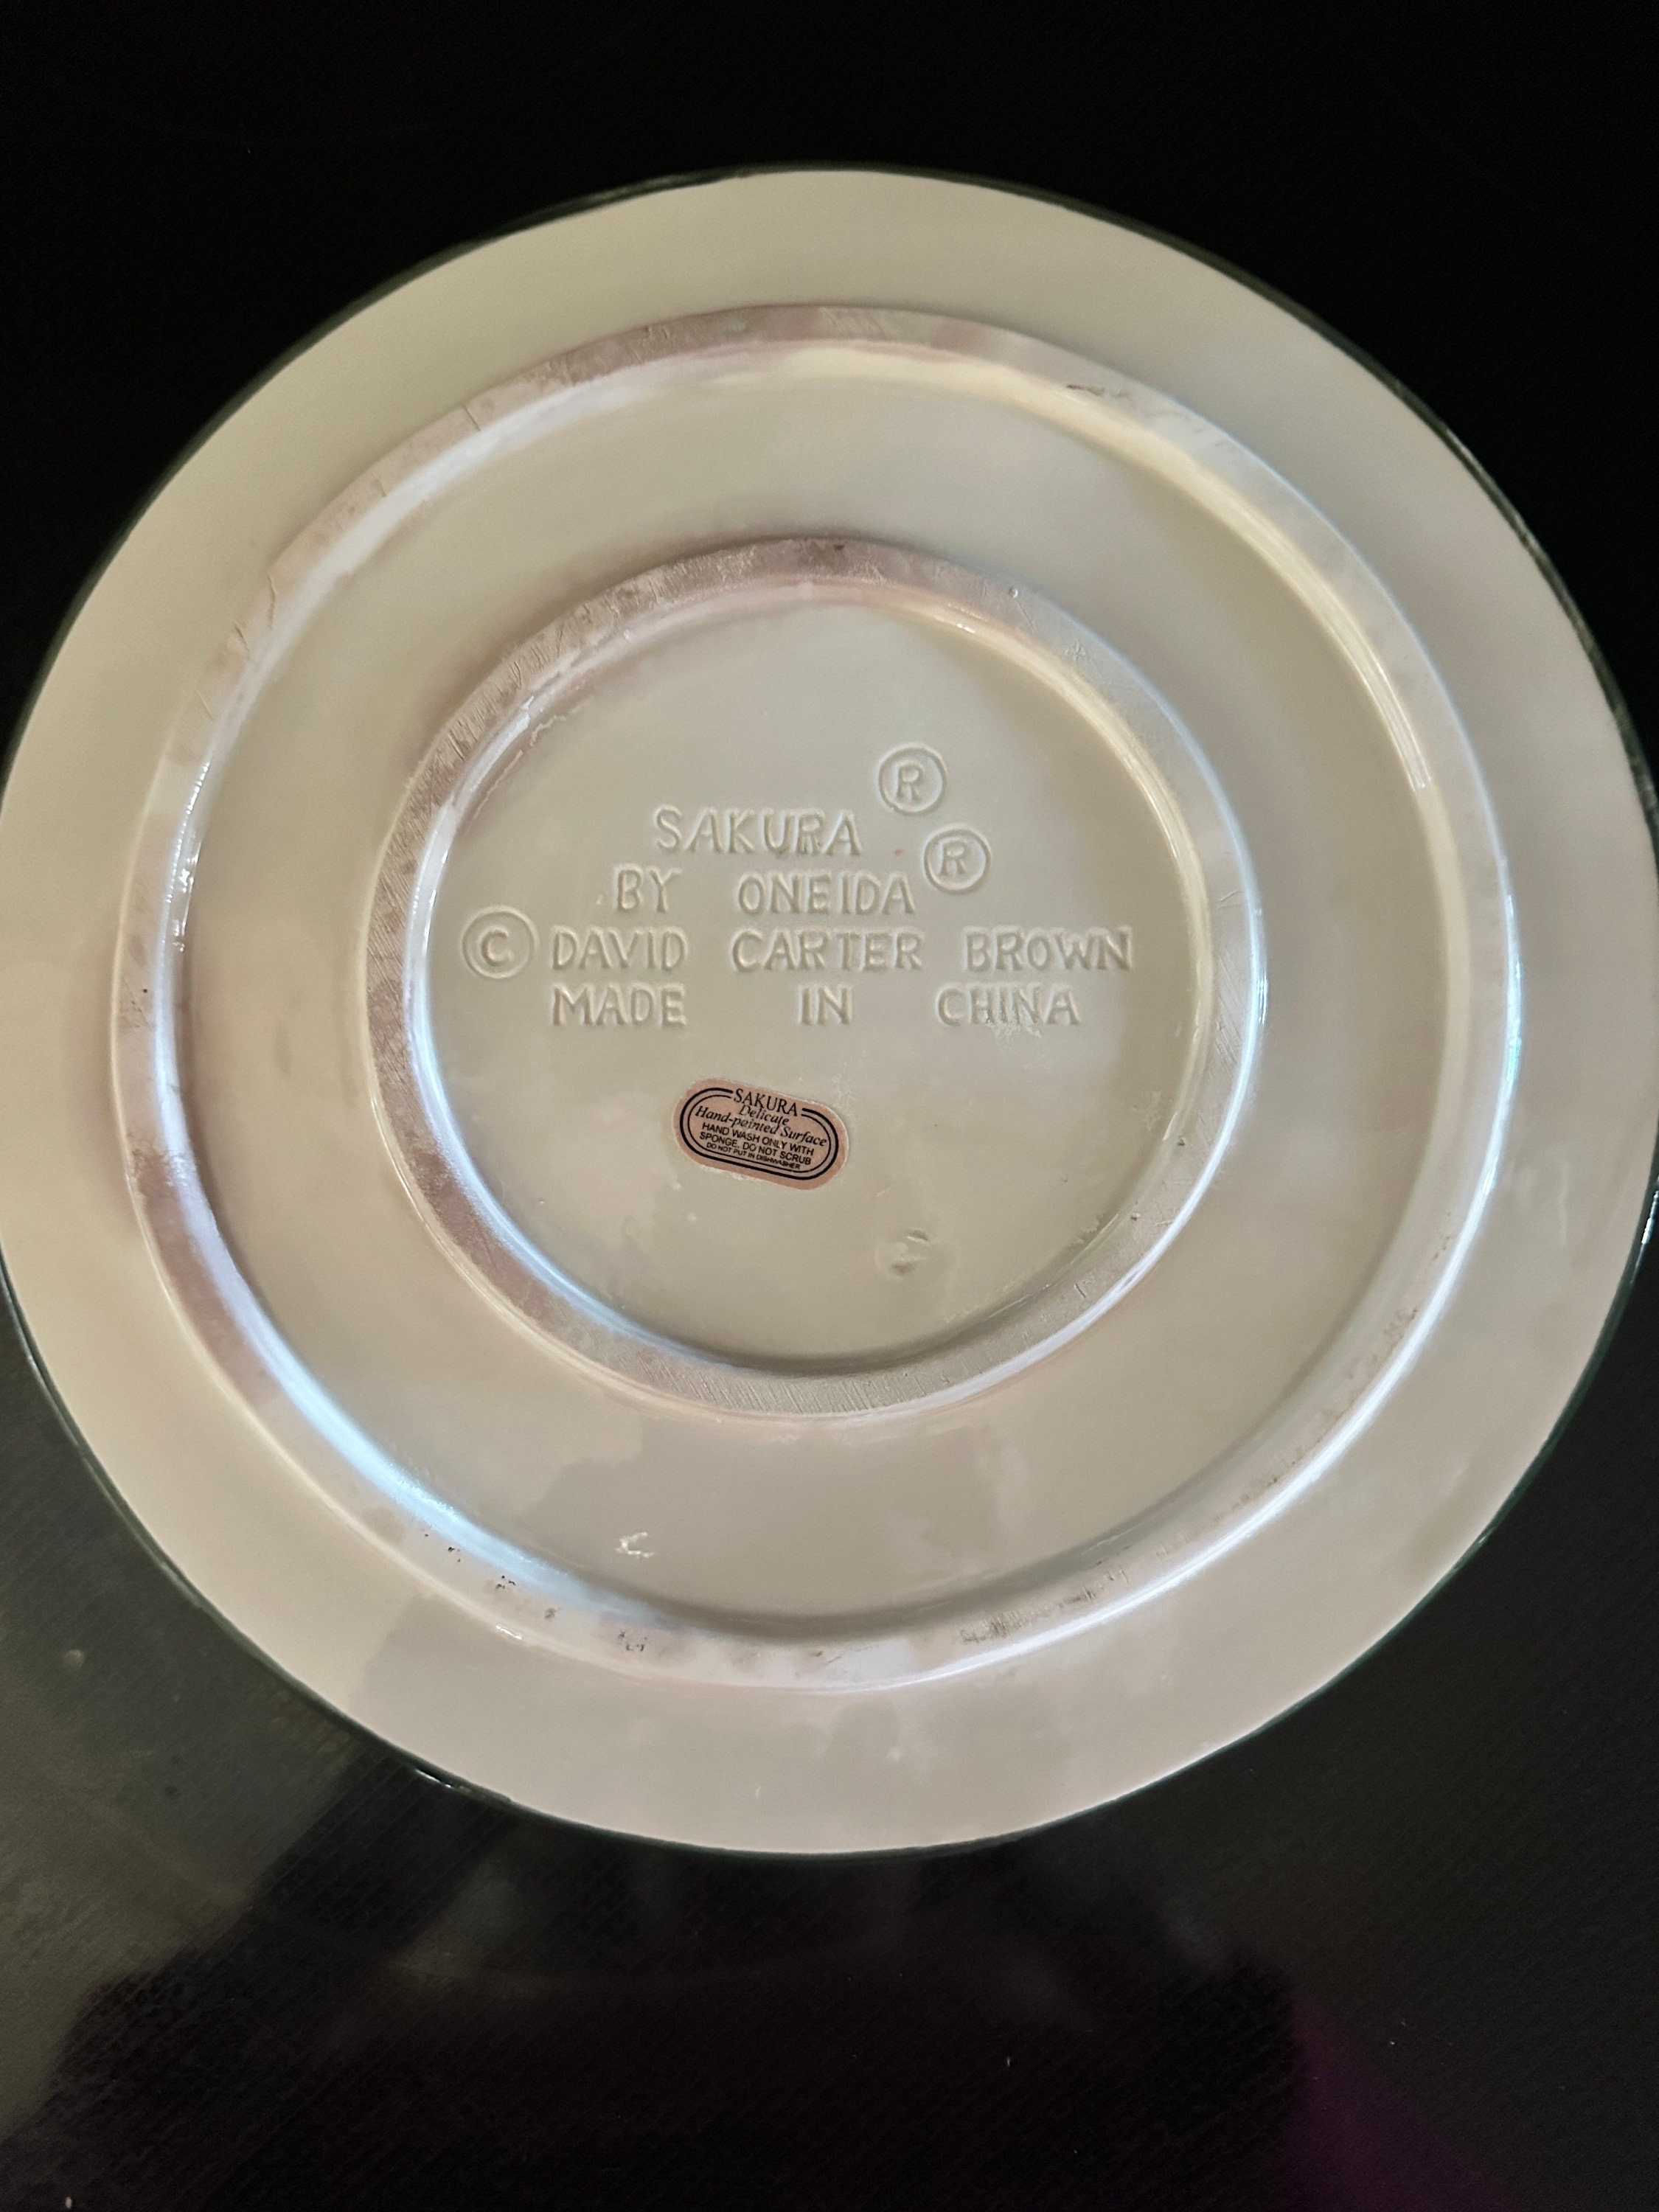 SAKURA ®
BY ONEIDA ®
© DAVID CARTER BROWN
MADE IN CHINA
SAKURA
Delicate
Hand-painted Surface
HAND WASH ONLY WITH
SPONGE. DO NOT SCRUB
DO NOT PUT IN DISHWASHER